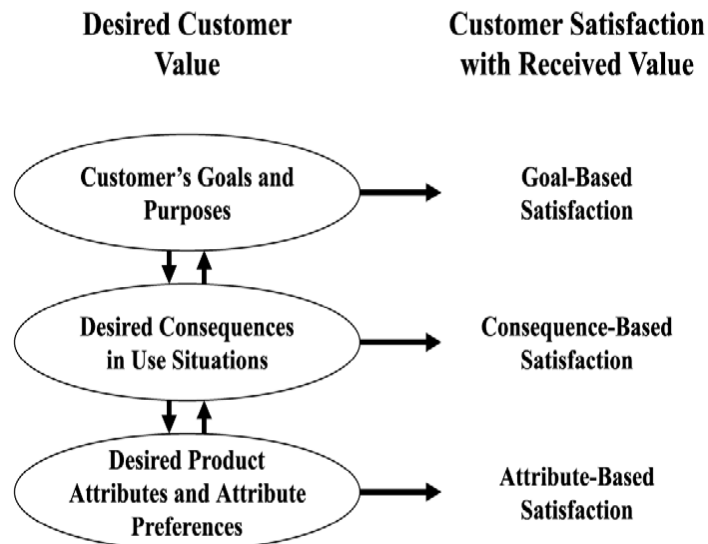 Desired Customer
Value
Customer Satisfaction
with Received Value
Customer’s Goals and
Purposes
Goal-Based
Satisfaction
Desired Consequences
in Use Situations
Consequence-Based
Satisfaction
Desired Product
Attributes and Attribute
Preferences
Attribute-Based
Satisfaction